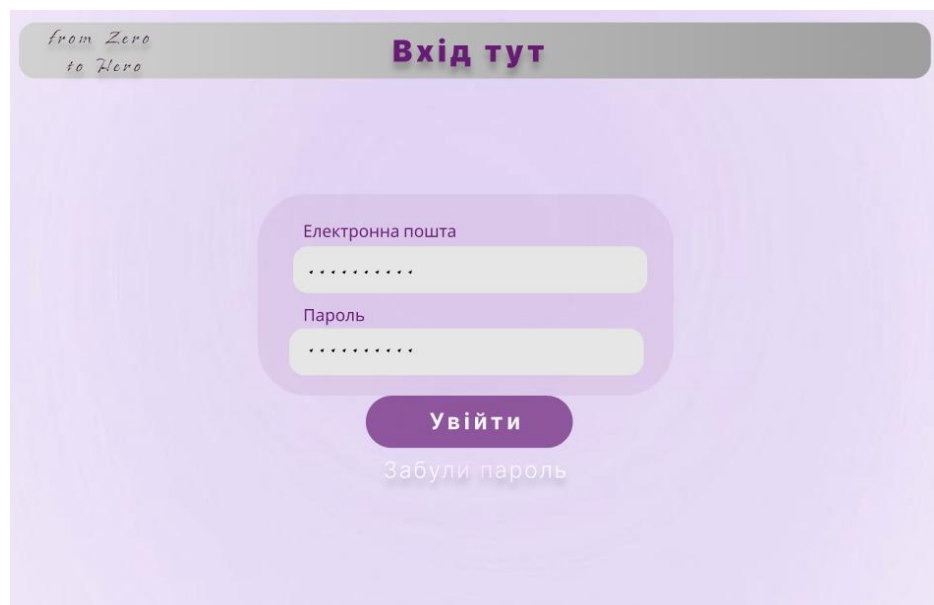 from Zero
to Hero
Вхід тут
Електронна пошта
..........
Пароль
..........
Увійти
Забули пароль